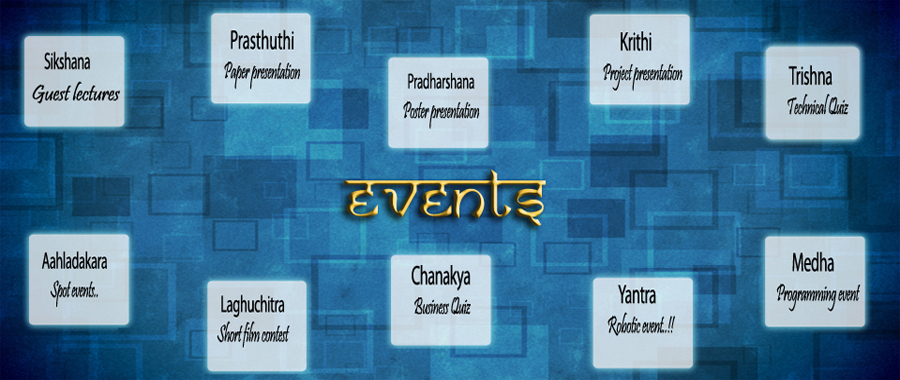 Sikshana
Guest lectures
Prasthuthi
Paper presentation
Pradharshana
Poster presentation
Krithi
Project presentation
Trishna
Technical Quiz
events
Aahladakara
Spot events..
Laghuchitra
Short film contest
Chanakya
Business Quiz
Yantra
Robotic event..!!
Medha
Programming event